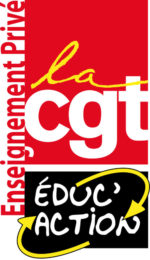 Enseignement Privé
la
cgt
ÉDUC'
ACTION